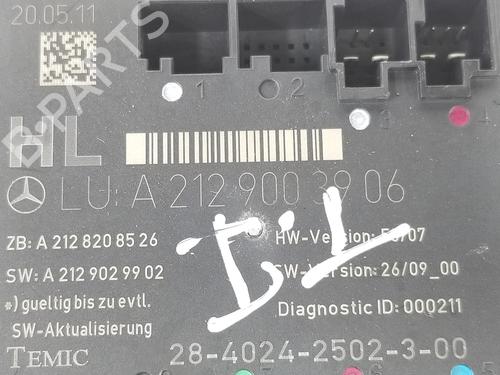 20.05.11
1 2 3 4
HL
LU: A 212 900 39 06
ZB: A 212 820 85 26
HW-Version: /07
SW: A 212 902 99 02
SW-Version: 26/09_00
*) gueltig bis zu evtl.
SW-Aktualisierung
Diagnostic ID: 000211
TEMIC
28-4024-2502-3-00
B-PARTS